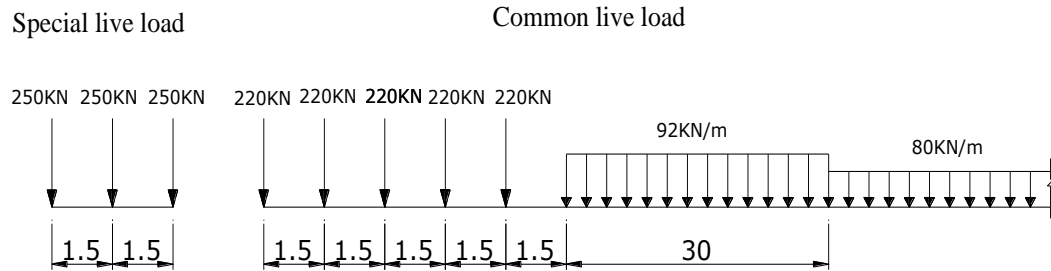 Special live load
Common live load
250KN 250KN 250KN
220KN 220KN 220KN 220KN 220KN
92KN/m
80KN/m
1.5 1.5
1.5 1.5 1.5 1.5 1.5 30